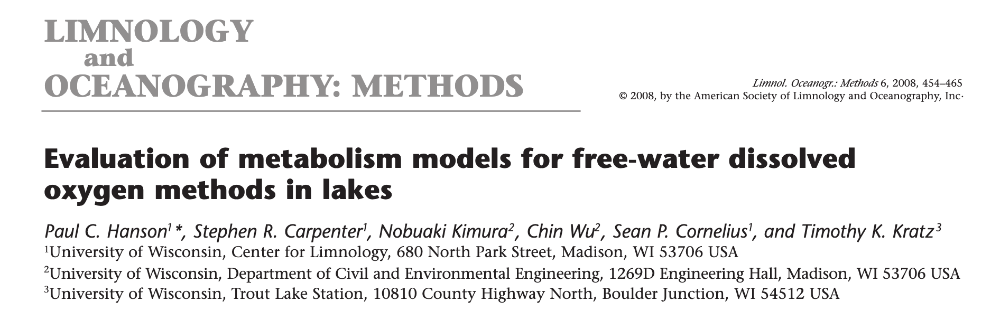 LIMNOLOGY
and
OCEANOGRAPHY: METHODS
Limnol. Oceanogr.: Methods 6, 2008, 454–465
© 2008, by the American Society of Limnology and Oceanography, Inc.
Evaluation of metabolism models for free-water dissolved
oxygen methods in lakes
Paul C. Hanson¹*, Stephen R. Carpenter¹, Nobuaki Kimura², Chin Wu², Sean P. Cornelius¹, and Timothy K. Kratz³
¹University of Wisconsin, Center for Limnology, 680 North Park Street, Madison, WI 53706 USA
²University of Wisconsin, Department of Civil and Environmental Engineering, 1269D Engineering Hall, Madison, WI 53706 USA
³University of Wisconsin, Trout Lake Station, 10810 County Highway North, Boulder Junction, WI 54512 USA